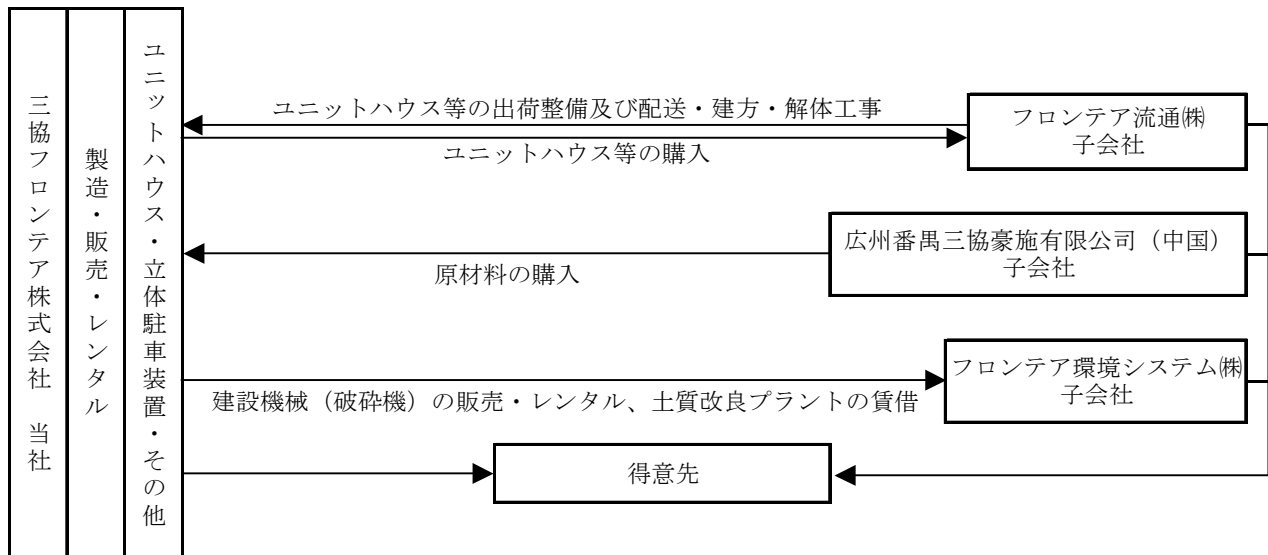 三協フロンテア株式会社　当社
製造・販売・レンタル
ユニットハウス・立体駐車装置・その他
ユニットハウス等の出荷整備及び配送・建方・解体工事
ユニットハウス等の購入
フロンテア流通㈱
子会社
広州番禺三協豪施有限公司（中国）
子会社
原材料の購入
フロンテア環境システム㈱
子会社
建設機械（破砕機）の販売・レンタル、土質改良プラントの賃借
得意先